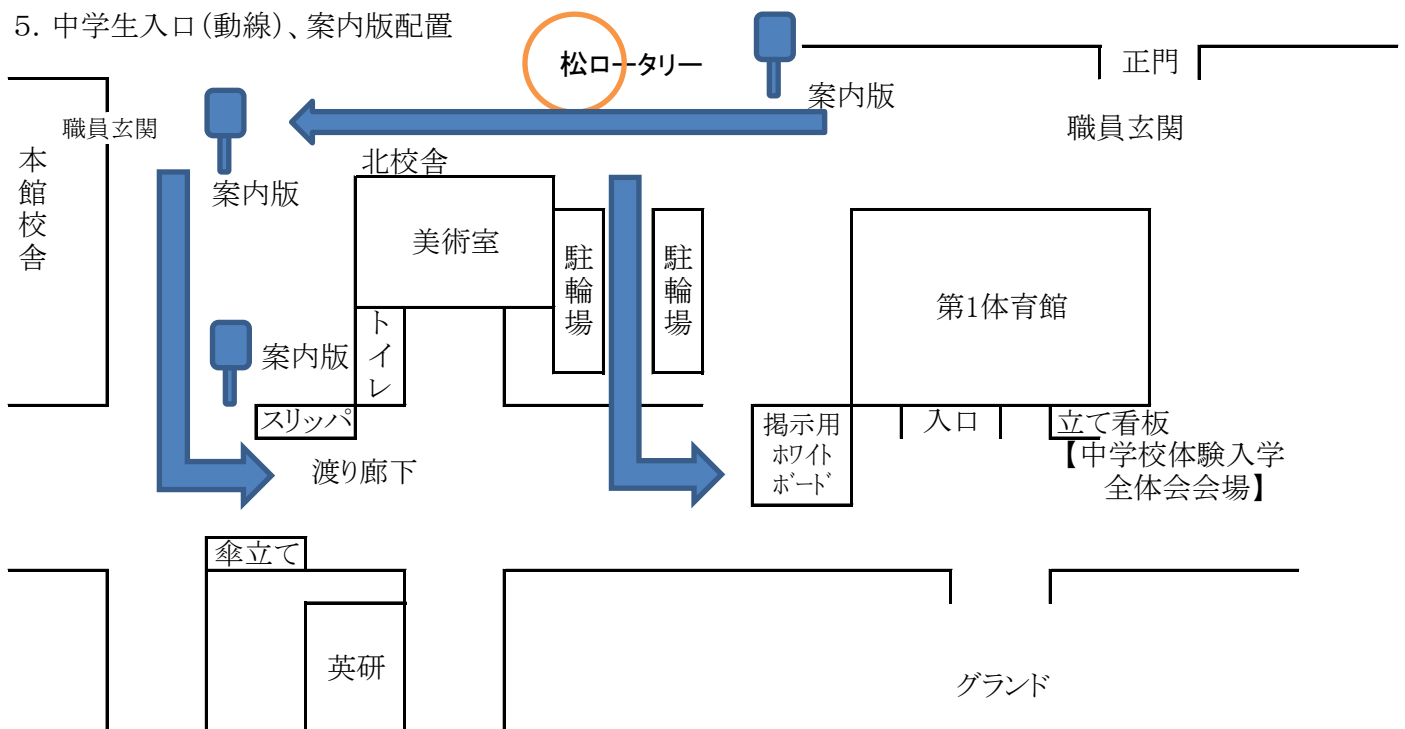 5. 中学生入口(動線)、案内版配置
松ロータリー
正門
案内版
職員玄関
職員玄関
本館校舎
北校舎
案内版
美術室
駐輪場
駐輪場
第1体育館
トイレ
案内版
スリッパ
掲示用
ホワイト
ボード
入口
立て看板
【中学校体験入学
全体会会場】
渡り廊下
傘立て
英研
グランド